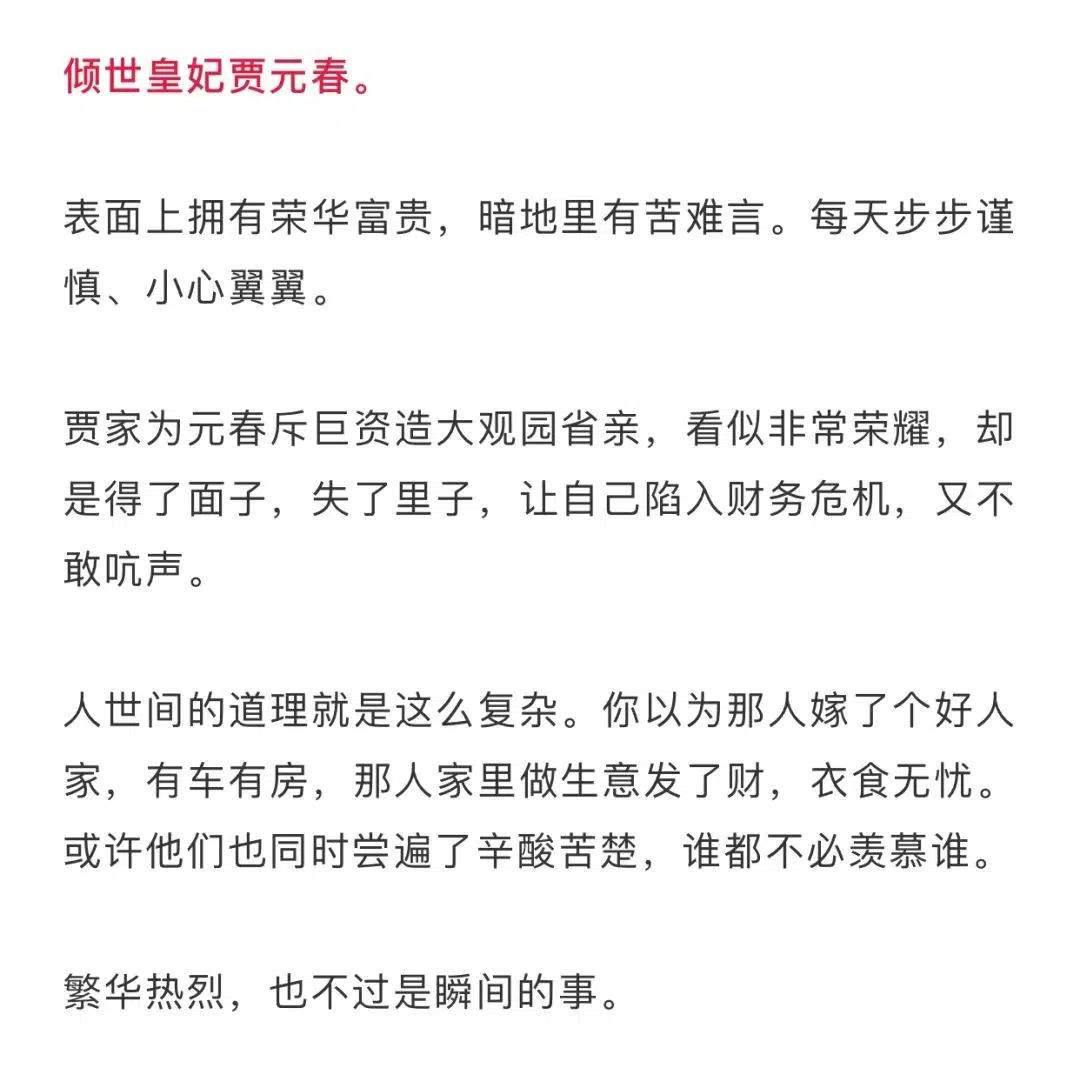 倾世皇妃贾元春。
表面上拥有荣华富贵，暗地里有苦难言。每天步步谨
慎、小心翼翼。
贾家为元春斥巨资造大观园省亲，看似非常荣耀，却
是得了面子，失了里子，让自己陷入财务危机，又不
敢吭声。
人世间的道理就是这么复杂。你以为那人嫁了个好人
家，有车有房，那人家里做生意发了财，衣食无忧。
或许他们也同时尝遍了辛酸苦楚，谁都不必羡慕谁。
繁华热烈，也不过是瞬间的事。